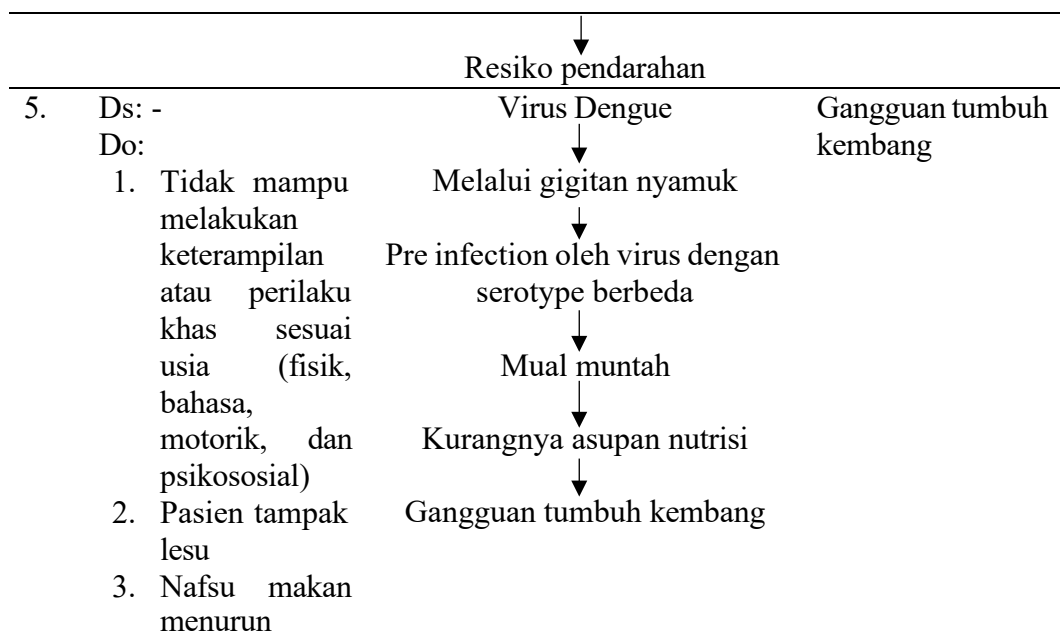 Resiko pendarahan
5. Ds: - Virus Dengue Gangguan tumbuh
Do: kembang
1. Tidak mampu Melalui gigitan nyamuk
melakukan
keterampilan Pre infection oleh virus dengan
atau perilaku serotype berbeda
khas sesuai
usia (fisik, Mual muntah
bahasa,
motorik, dan Kurangnya asupan nutrisi
psikososial)
2. Pasien tampak Gangguan tumbuh kembang
lesu
3. Nafsu makan
menurun